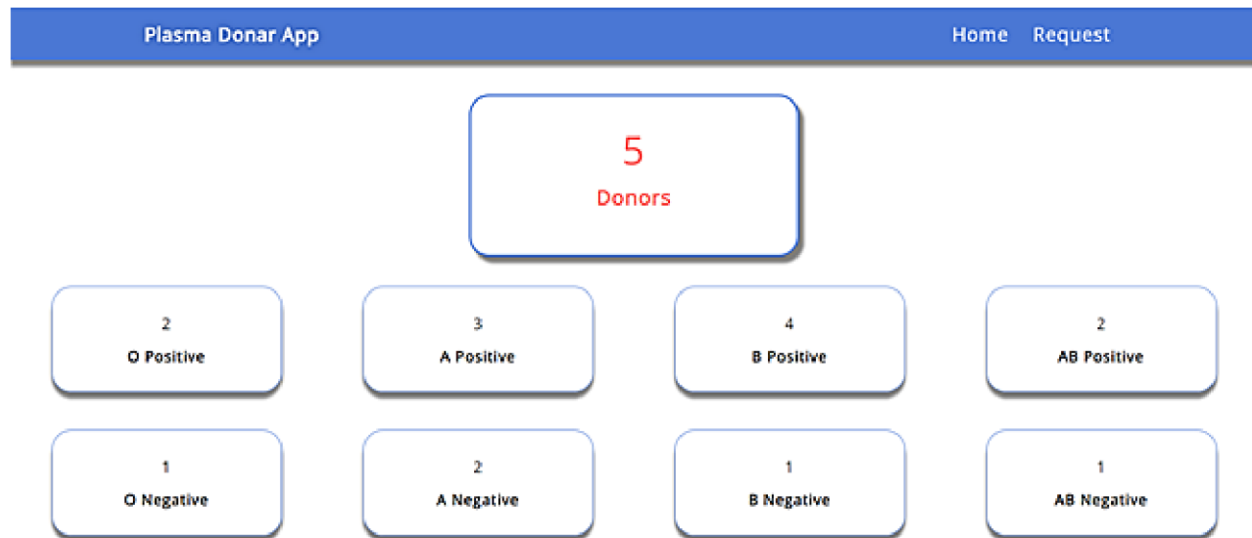 Plasma Donar App Home Request
5
Donors
2 3 4 2
O Positive A Positive B Positive AB Positive
1 2 1 1
O Negative A Negative B Negative AB Negative